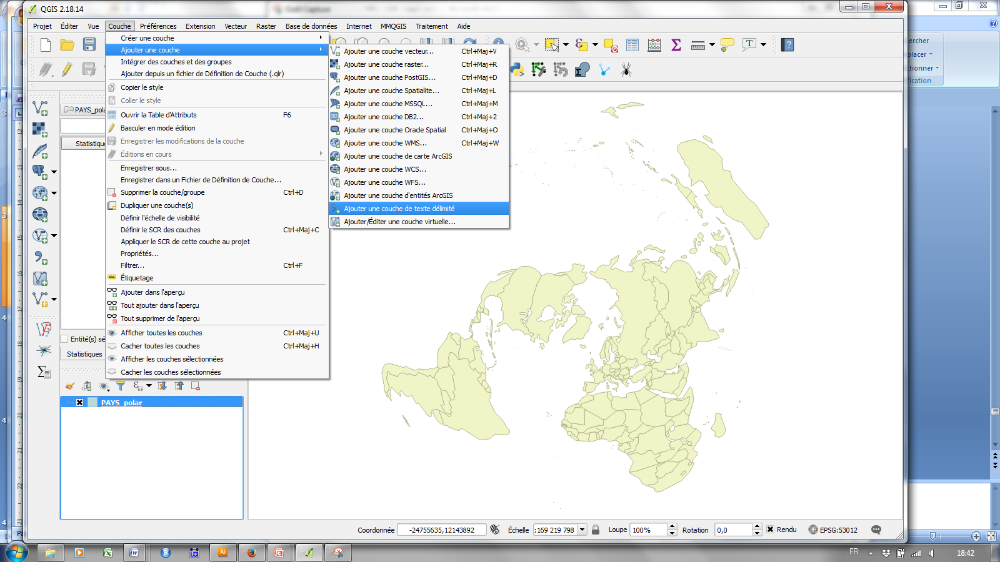 QGIS 2.18.14
Projet Éditer Vue Couche Préférences Extension Vecteur Raster Base de données Internet MMQGIS Traitement Aide
Créer une couche
Ajouter une couche
Intégrer des couches et des groupes
Ajouter depuis un fichier de Définition de Couche (.qlr)
Copier le style
Coller le style
Ouvrir la Table d'Attributs F6
Basculer en mode édition
Enregistrer les modifications de la couche
Éditions en cours
Enregistrer sous...
Enregistrer dans un Fichier de Définition de Couche...
Supprimer la couche/groupe Ctrl+D
Dupliquer une couche(s)
Définir l'échelle de visibilité
Définir le SCR des couches Ctrl+Maj+C
Appliquer le SCR de cette couche au projet
Propriétés...
Filtrer... Ctrl+F
Étiquetage
Ajouter dans l'aperçu
Tout ajouter dans l'aperçu
Tout supprimer de l'aperçu
Afficher toutes les couches Ctrl+Maj+U
Cacher toutes les couches Ctrl+Maj+H
Afficher les couches sélectionnées
Cacher les couches sélectionnées
Ajouter une couche vecteur... Ctrl+Maj+V
Ajouter une couche raster... Ctrl+Maj+R
Ajouter une couche PostGIS... Ctrl+Maj+D
Ajouter une couche Spatialite... Ctrl+Maj+L
Ajouter une couche MSSQL... Ctrl+Maj+M
Ajouter une couche DB2... Ctrl+Maj+2
Ajouter une couche Oracle Spatial Ctrl+Maj+O
Ajouter une couche WMS... Ctrl+Maj+W
Ajouter une couche de carte ArcGIS
Ajouter une couche WCS...
Ajouter une couche WFS...
Ajouter une couche d'entités ArcGIS
Ajouter une couche de texte délimité
Ajouter/Éditer une couche virtuelle...
PAYS_pola
Statistiqu
Entité(s) sé
Statistiques
PAYS_polar
Coordonnée -24755635,12143892 Échelle :169 219 798 Loupe 100% Rotation 0,0 Rendu EPSG:53012
ercher
placer
ctionner
fication
FR 18:42